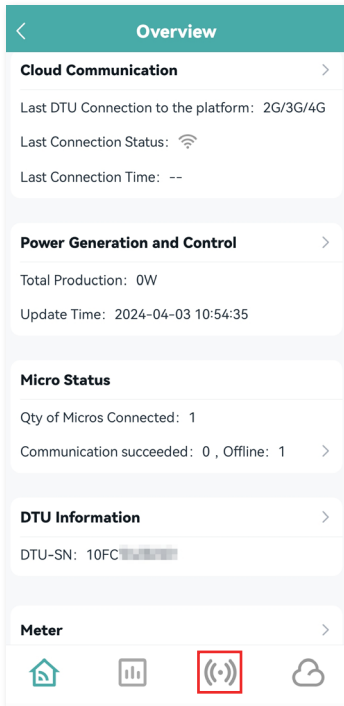 Overview
Cloud Communication
Last DTU Connection to the platform: 2G/3G/4G
Last Connection Status:
Last Connection Time: --
Power Generation and Control
Total Production: 0W
Update Time: 2024-04-03 10:54:35
Micro Status
Qty of Micros Connected: 1
Communication succeeded: 0 , Offline: 1
DTU Information
DTU-SN: 10FC
Meter